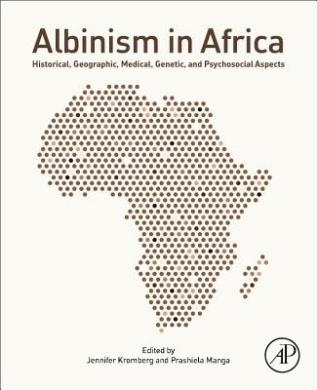 Albinism in Africa
Historical, Geographic, Medical, Genetic, and Psychosocial Aspects
Edited by
Jennifer Kromberg and Prashiela Manga
AP